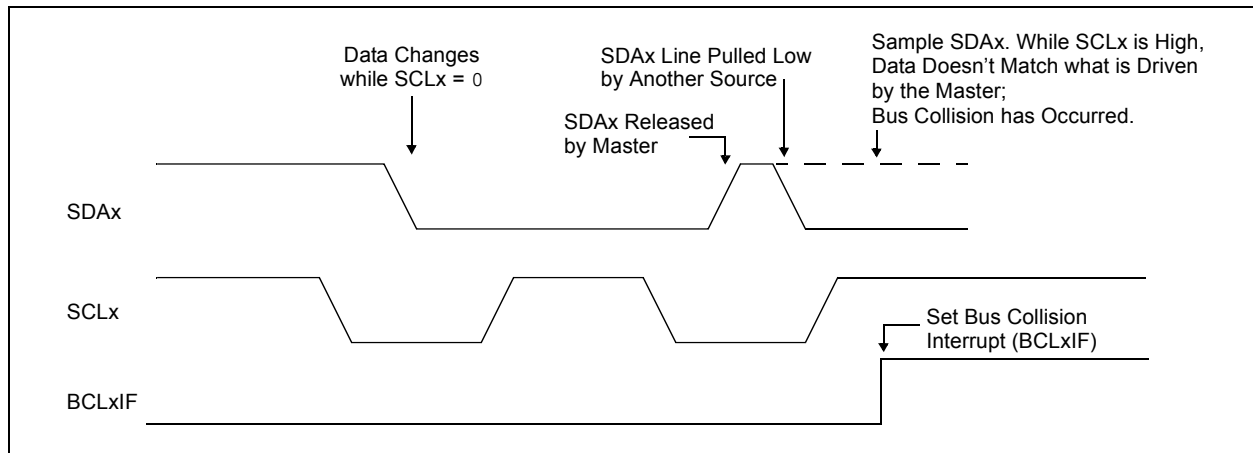 Data Changes
while SCLx = 0
SDAx Line Pulled Low
by Another Source
Sample SDAx. While SCLx is High,
Data Doesn't Match what is Driven
by the Master;
Bus Collision has Occurred.
SDAx Released
by Master
SDAx
SCLx
Set Bus Collision
Interrupt (BCLxIF)
BCLxIF